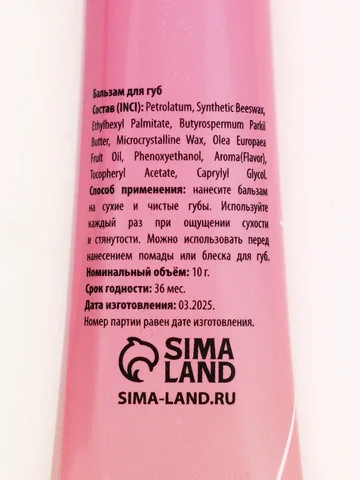 Бальзам для губ
Состав (INCI): Petrolatum, Synthetic Beeswax,
Ethylhexyl Palmitate, Butyrospermum Parkii
Butter, Microcrystalline Wax, Olea Europaea
Fruit Oil, Phenoxyethanol, Aroma(Flavor),
Tocopheryl Acetate, Caprylyl Glycol.
Способ применения: нанесите бальзам
на сухие и чистые губы. Используйте
каждый раз при ощущении сухости
и стянутости. Можно использовать перед
нанесением помады или блеска для губ.
Номинальный объём: 10 г.
Срок годности: 36 мес.
Дата изготовления: 03.2025.
Номер партии равен дате изготовления.
SIMA
LAND
SIMA-LAND.RU